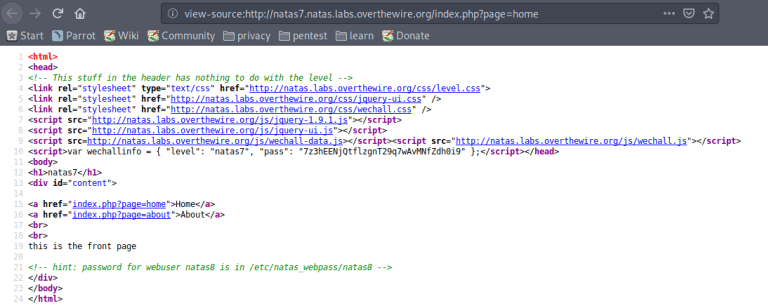 view-source:http://natas7.natas.labs.overthewire.org/index.php?page=home
Start Parrot Wiki Community privacy pentest learn Donate
1 <html>
2 <head>
3 <!-- This stuff in the header has nothing to do with the level -->
4 <link rel="stylesheet" type="text/css" href="http://natas.labs.overthewire.org/css/level.css">
5 <link rel="stylesheet" href="http://natas.labs.overthewire.org/css/jquery-ui.css" />
6 <link rel="stylesheet" href="http://natas.labs.overthewire.org/css/wechall.css" />
7 <script src="http://natas.labs.overthewire.org/js/jquery-1.9.1.js"></script>
8 <script src="http://natas.labs.overthewire.org/js/jquery-ui.js"></script>
9 <script src=http://natas.labs.overthewire.org/js/wechall-data.js></script><script src="http://natas.labs.overthewire.org/js/wechall.js"></script>
10 <script>var wechallinfo = { "level": "natas7", "pass": "7z3hEENjQtflzgnT29q7wAvMNfZdh0i9" };</script></head>
11 <body>
12 <h1>natas7</h1>
13 <div id="content">
14
15 <a href="index.php?page=home">Home</a>
16 <a href="index.php?page=about">About</a>
17 <br>
18 <br>
19 this is the front page
20
21 <!-- hint: password for webuser natas8 is in /etc/natas_webpass/natas8 -->
22 </div>
23 </body>
24 </html>